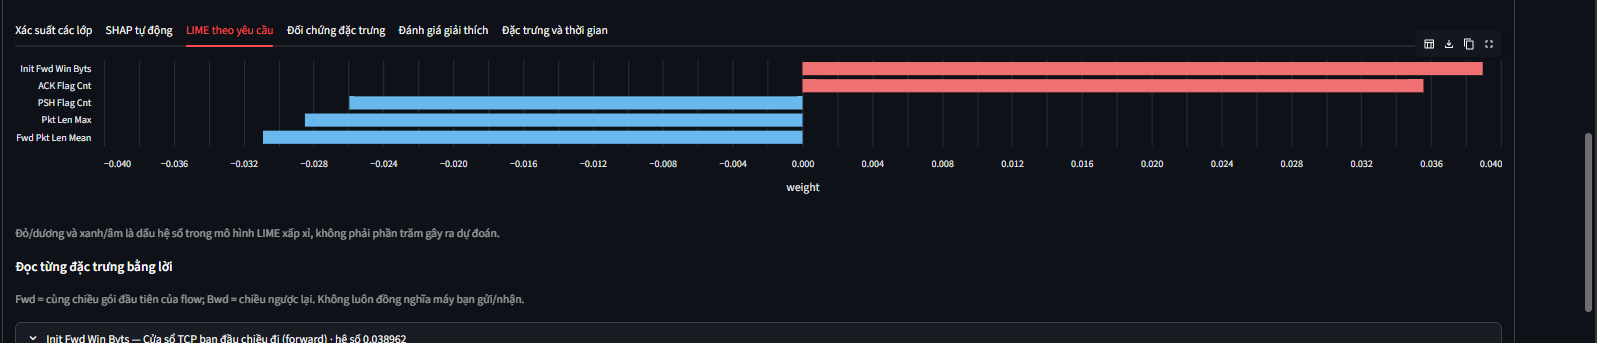 Xác suất các lớp SHAP tự động LIME theo yêu cầu Đối chứng đặc trưng Đánh giá giải thích Đặc trưng và thời gian
Init Fwd Win Byts
ACK Flag Cnt
PSH Flag Cnt
Pkt Len Max
Fwd Pkt Len Mean
−0.040 −0.036 −0.032 −0.028 −0.024 −0.020 −0.016 −0.012 −0.008 −0.004 0.000 0.004 0.008 0.012 0.016 0.020 0.024 0.028 0.032 0.036 0.040
weight
Đỏ/dương và xanh/âm là dấu hệ số trong mô hình LIME xấp xỉ, không phải phần trăm gây ra dự đoán.
Đọc từng đặc trưng bằng lời
Fwd = cùng chiều gói đầu tiên của flow; Bwd = chiều ngược lại. Không luôn đồng nghĩa máy bạn gửi/nhận.
Init Fwd Win Byts — Cửa sổ TCP ban đầu chiều đi (forward) · hệ số 0.038962